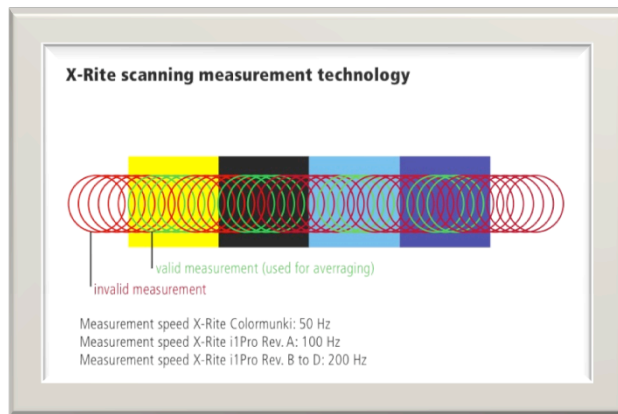 X-Rite scanning measurement technology
valid measurement (used for averraging)
invalid measurement
Measurement speed X-Rite Colormunki: 50 Hz
Measurement speed X-Rite i1Pro Rev. A: 100 Hz
Measurement speed X-Rite i1Pro Rev. B to D: 200 Hz